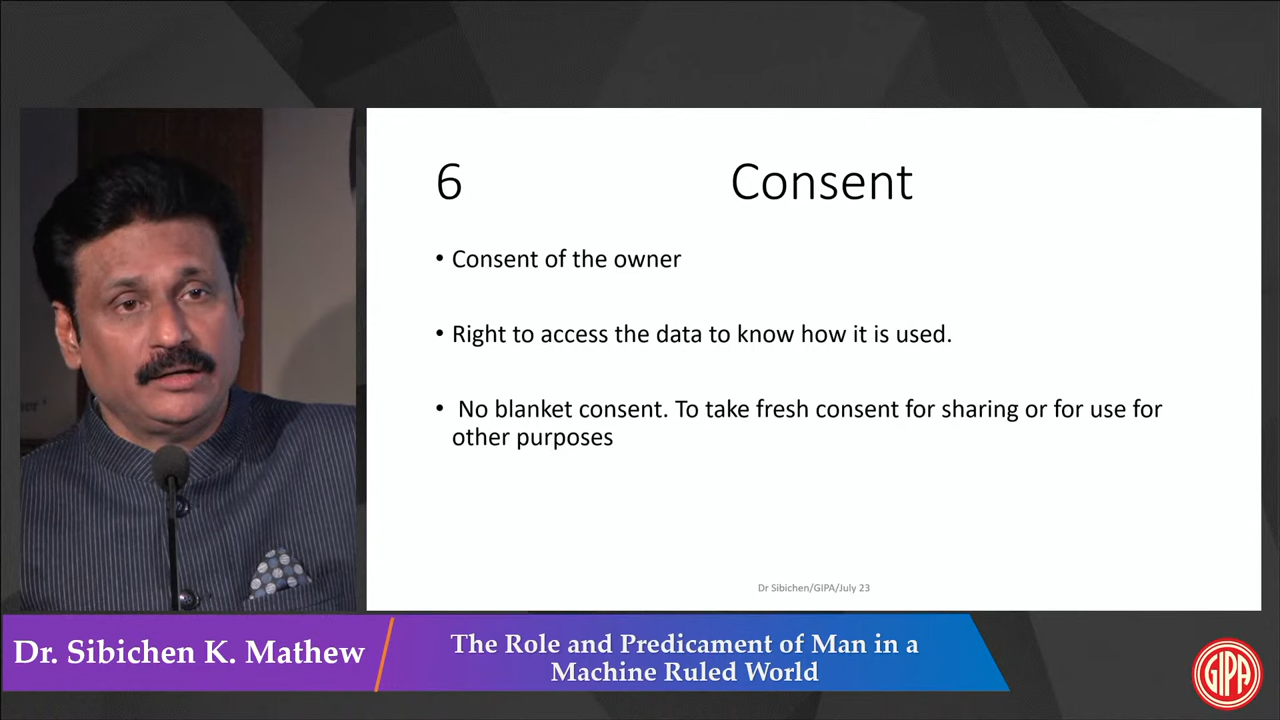 6 Consent
• Consent of the owner
• Right to access the data to know how it is used.
• No blanket consent. To take fresh consent for sharing or for use for
other purposes
Dr Sibichen/GIPA/July 23
Dr. Sibichen K. Mathew
The Role and Predicament of Man in a
Machine Ruled World
GIPA